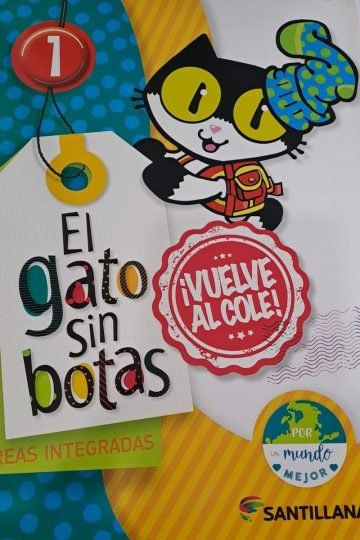 1
El
gato
sin
botas
¡VUELVE
AL COLE!
REAS INTEGRADAS
POR
un mundo
MEJOR
SANTILLANA